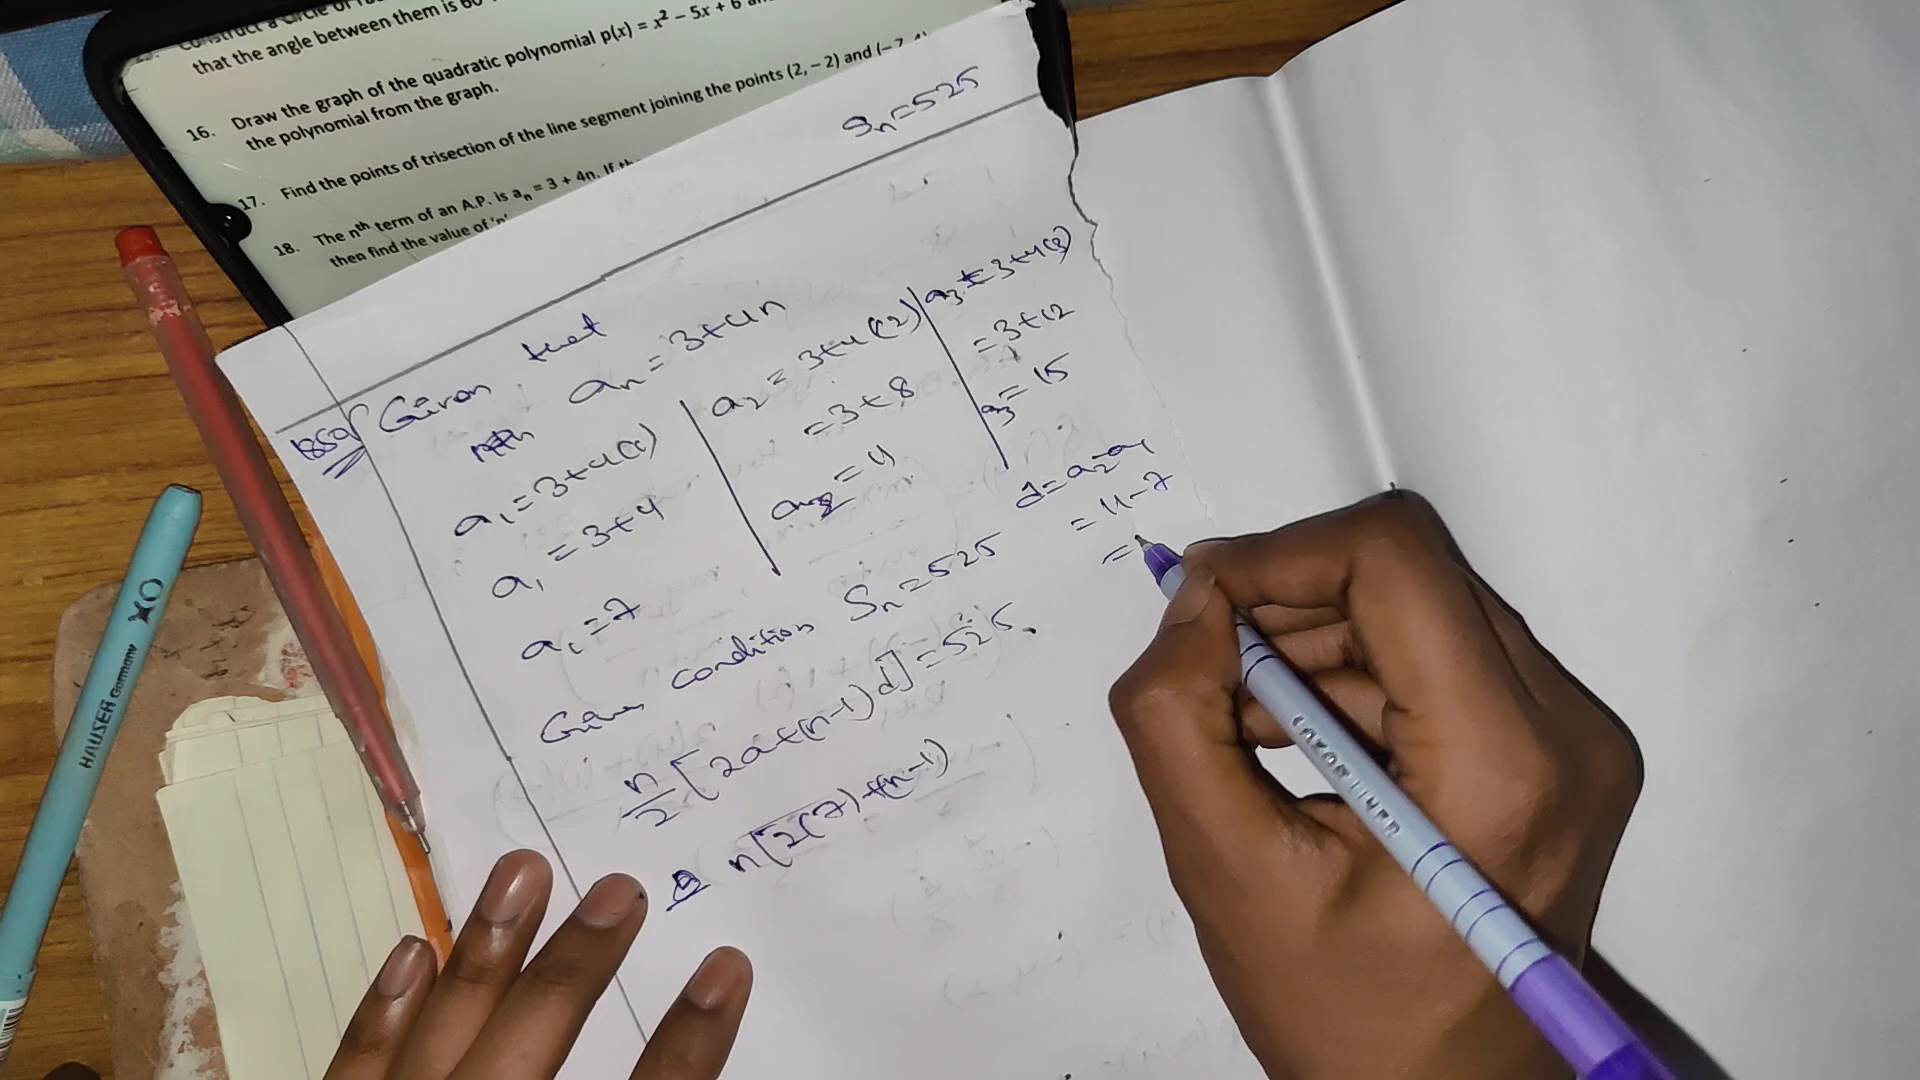 that the angle between them is 60
16. Draw the graph of the quadratic polynomial p(x) = x² − 5x + 6
the polynomial from the graph.
17. Find the points of trisection of the line segment joining the points (2, − 2) and (− 7, 4)
18. The nᵗʰ term of an A.P. is aₙ = 3 + 4n. If
then find the value of 'n'
Sₙ=525
Given that
aₙ = 3+4n
a₁ = 3+4(1)
= 3+4
a₁
a₁=7
a₂ = 3+4(2)
= 3+8
= 11
a₃ = 3+4(3)
= 3+12
a₃ = 15
d=a₂-a₁
= 11-7
=
Given condition Sₙ=525
n/2 [2a+(n-1)d] = 525
n[2(7)+(n-1)
HAUSER Germany
XO